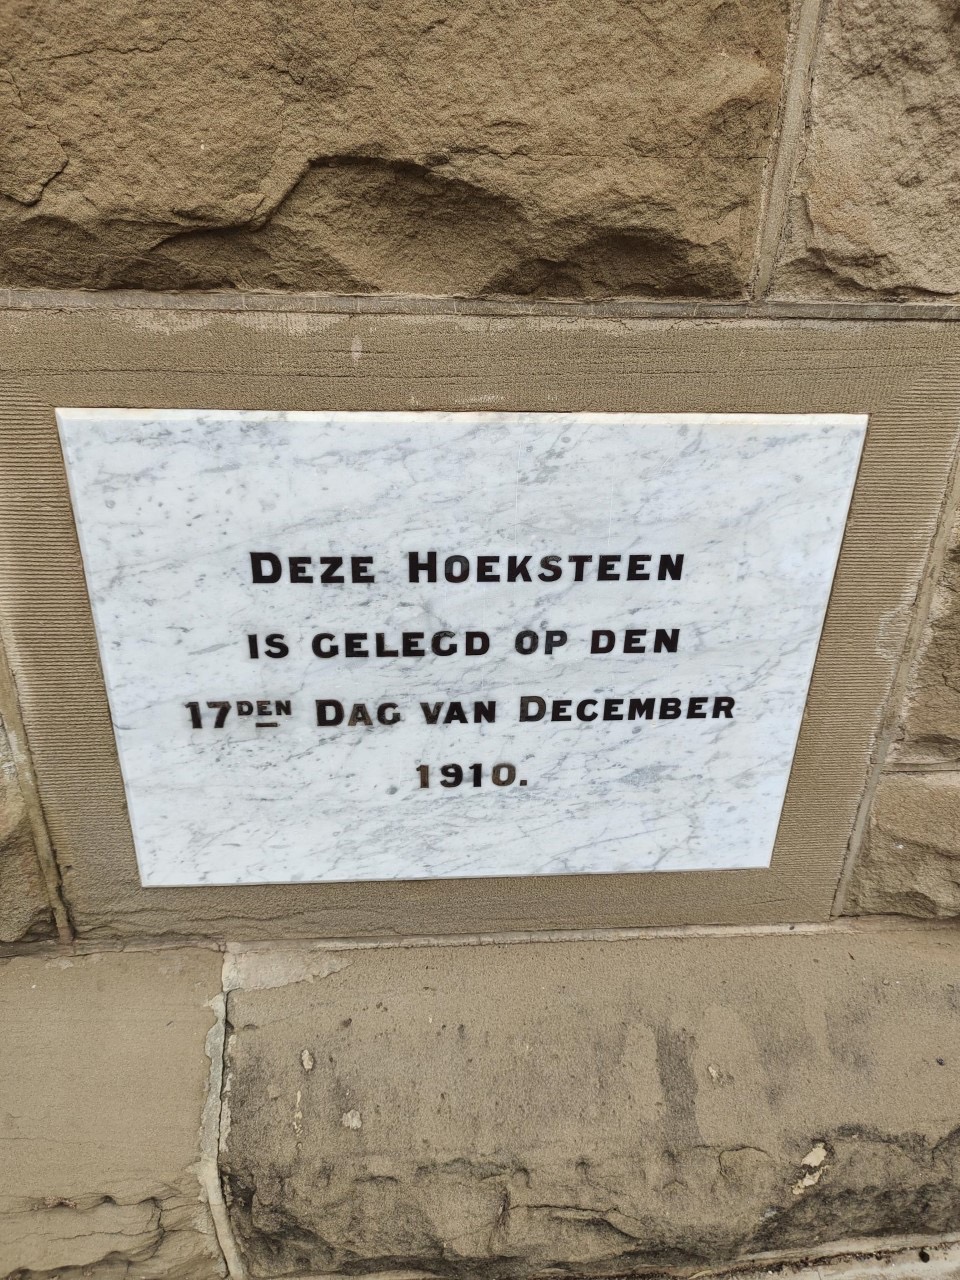 DEZE HOEKSTEEN
IS GELEGD OP DEN
17DEN DAG VAN DECEMBER
1910.